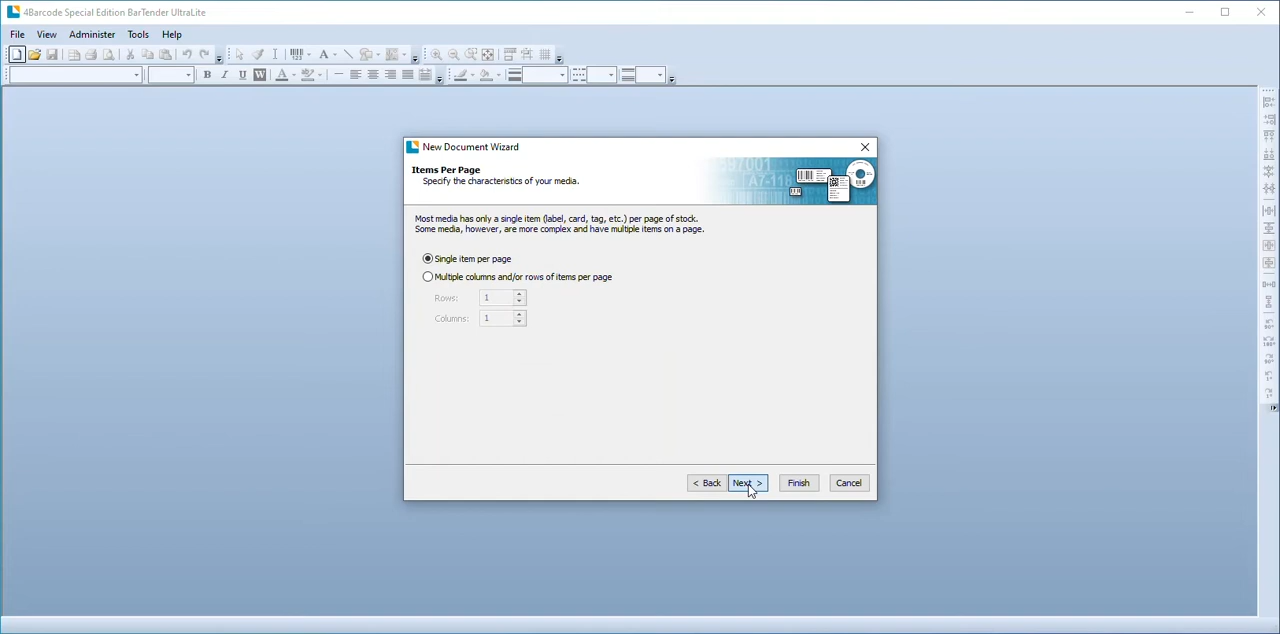 4Barcode Special Edition BarTender UltraLite
File View Administer Tools Help
New Document Wizard
Items Per Page
Specify the characteristics of your media.
Most media has only a single item (label, card, tag, etc.) per page of stock.
Some media, however, are more complex and have multiple items on a page.
Single item per page
Multiple columns and/or rows of items per page
Rows: 1
Columns: 1
< Back Next > Finish Cancel